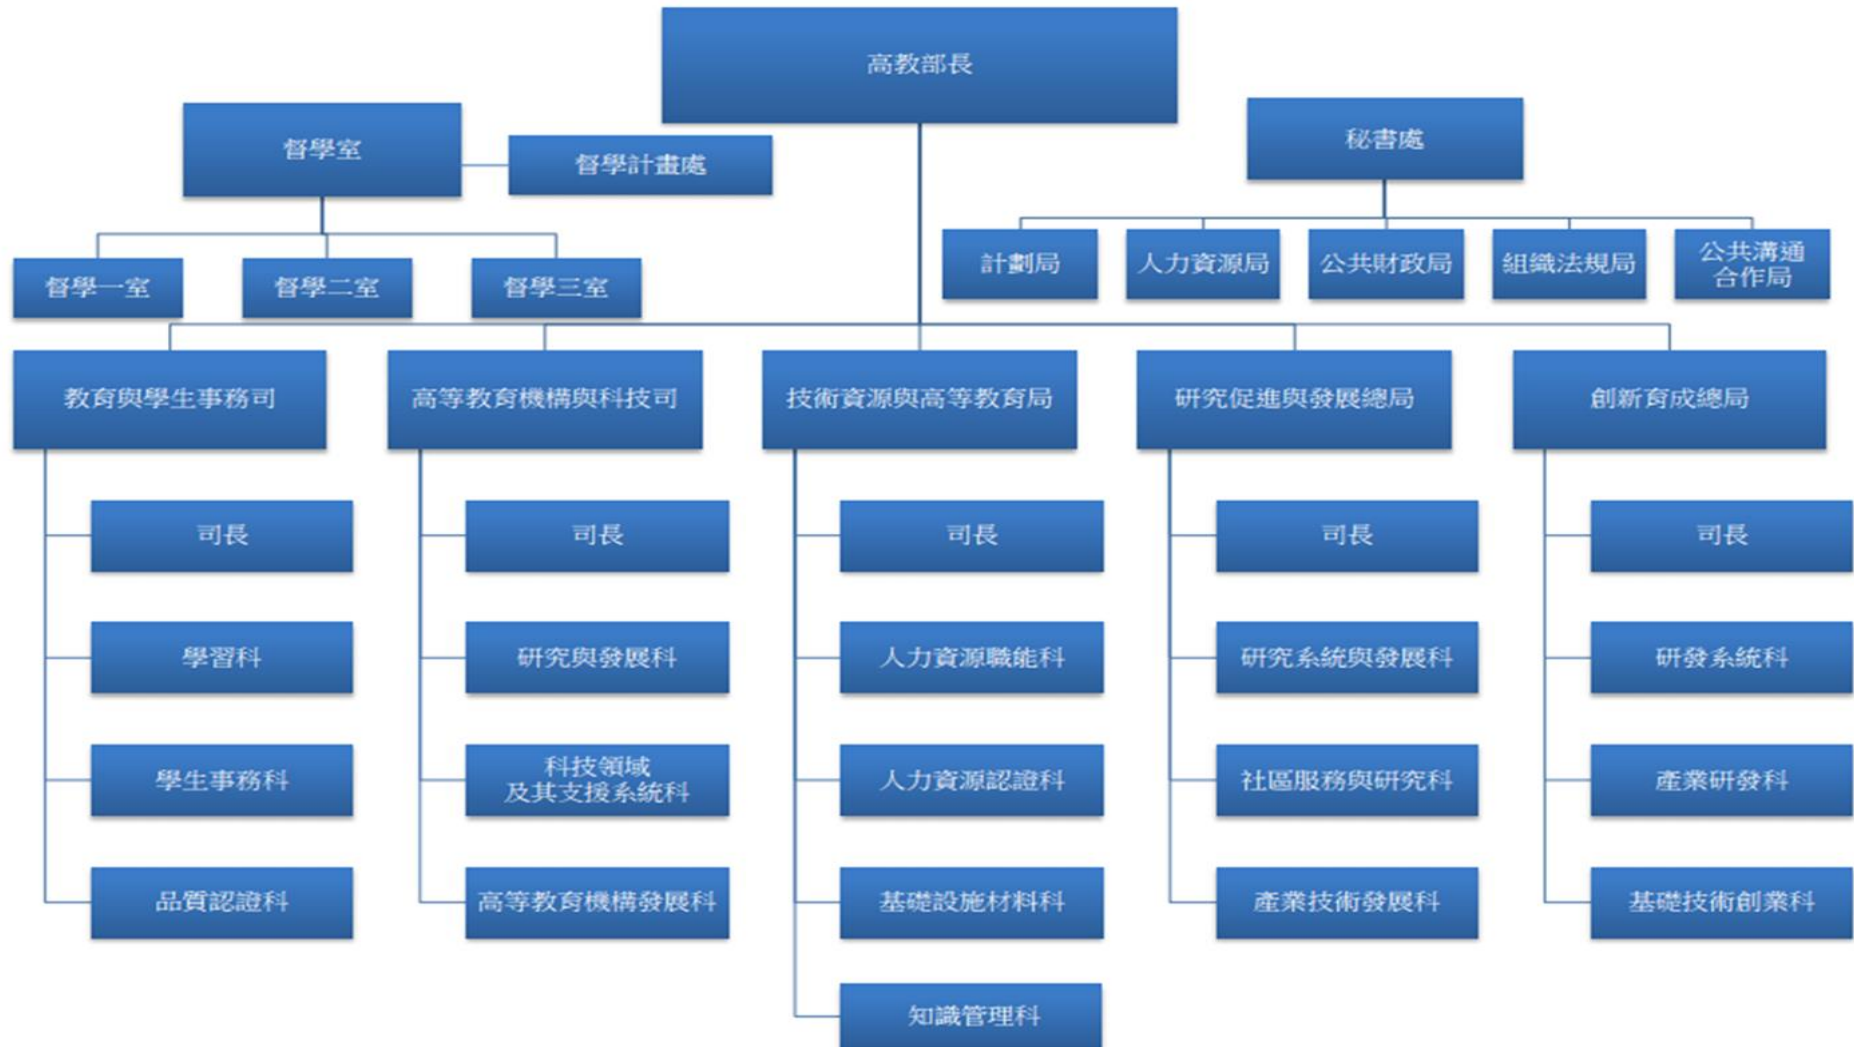 高教部長
督學室
督學計畫處
秘書處
計劃局
人力資源局
公共財政局
組織法規局
公共溝通
合作局
督學一室
督學二室
督學三室
教育與學生事務司
高等教育機構與科技司
技術資源與高等教育局
研究促進與發展總局
創新育成總局
司長
司長
司長
司長
司長
學習科
研究與發展科
人力資源職能科
研究系統與發展科
研發系統科
學生事務科
科技領域
及其支援系統科
人力資源認證科
社區服務與研究科
產業研發科
品質認證科
高等教育機構發展科
基礎設施材料科
產業技術發展科
基礎技術創業科
知識管理科